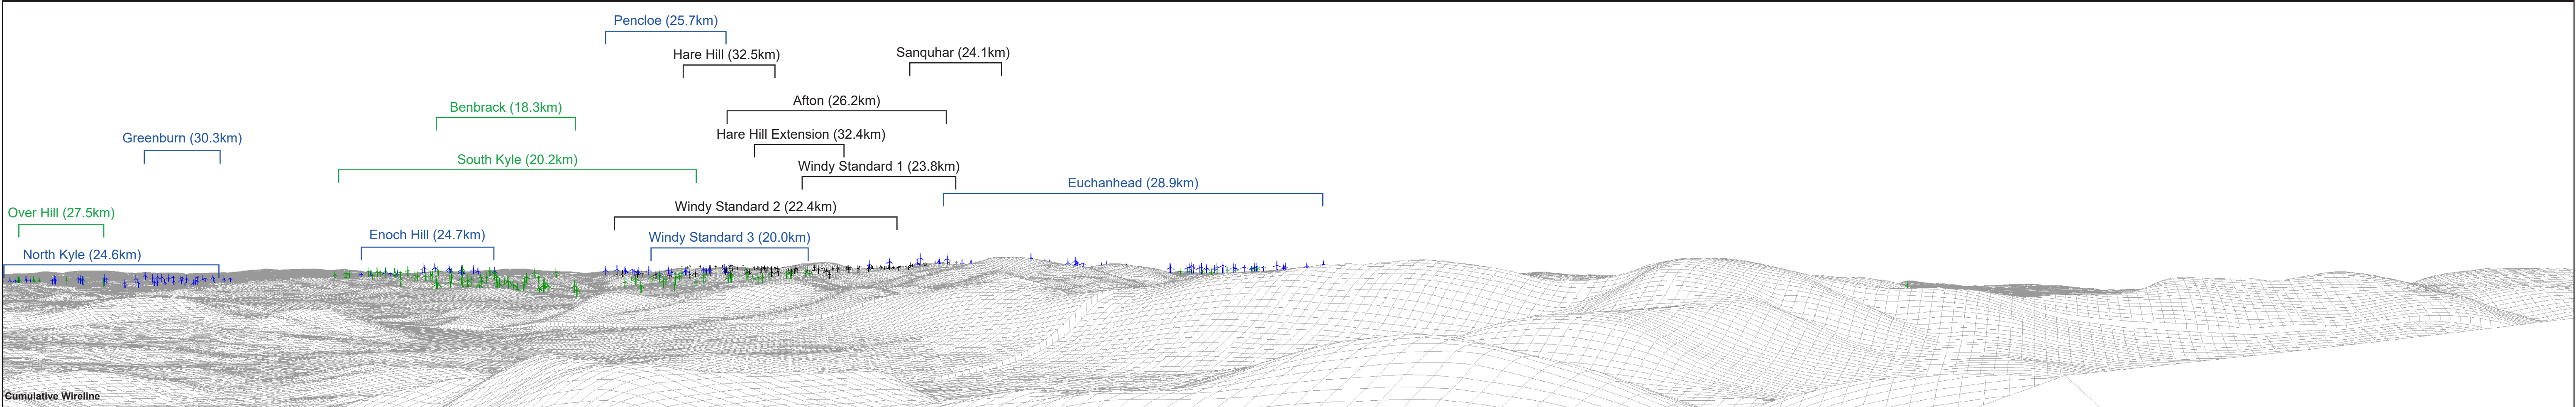 Pencloe (25.7km)
Hare Hill (32.5km)
Sanquhar (24.1km)
Afton (26.2km)
Benbrack (18.3km)
Hare Hill Extension (32.4km)
Greenburn (30.3km)
South Kyle (20.2km)
Windy Standard 1 (23.8km)
Euchanhead (28.9km)
Windy Standard 2 (22.4km)
Over Hill (27.5km)
Enoch Hill (24.7km)
Windy Standard 3 (20.0km)
North Kyle (24.6km)
Cumulative Wireline